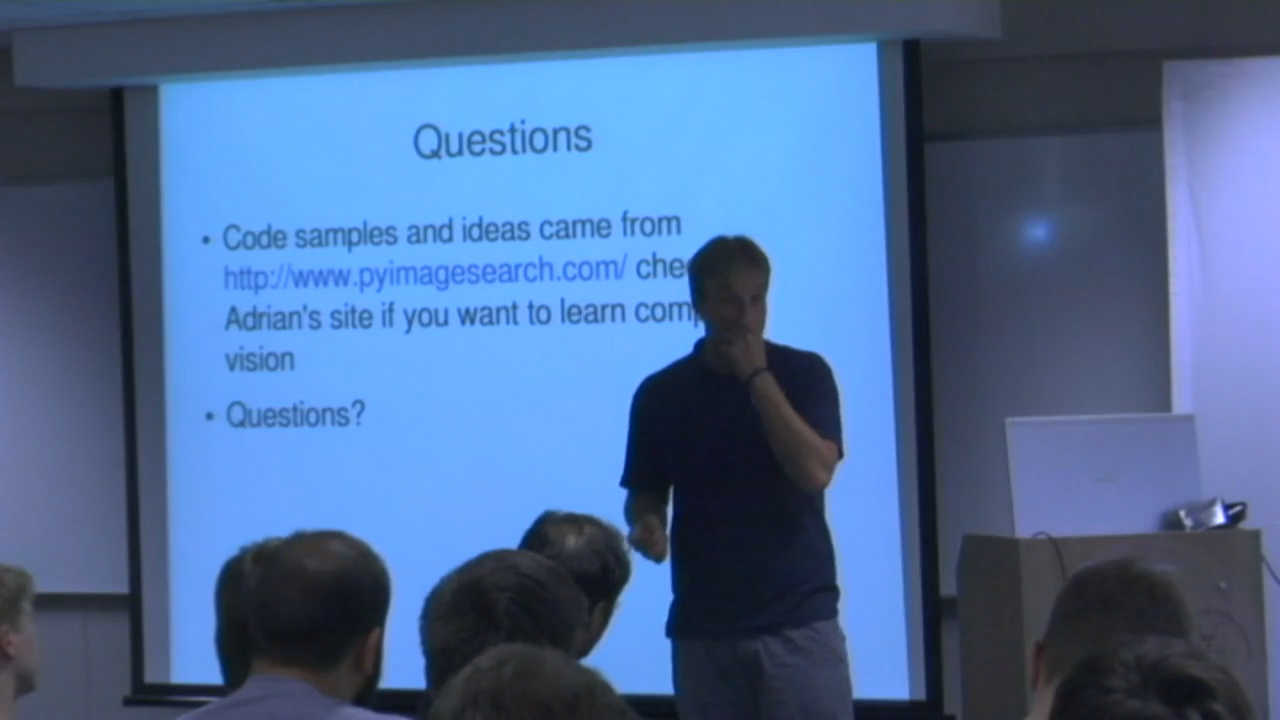 Questions
• Code samples and ideas came from
http://www.pyimagesearch.com/
Adrian's site if you want to learn
vision
• Questions?